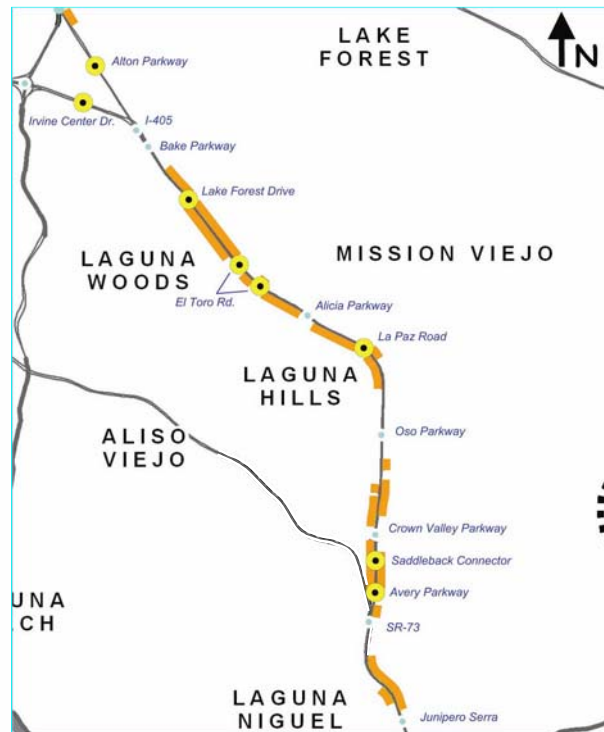 LAKE
FOREST
N
Alton Parkway
Irvine Center Dr.
I-405
Bake Parkway
Lake Forest Drive
LAGUNA
WOODS
MISSION VIEJO
El Toro Rd.
Alicia Parkway
La Paz Road
LAGUNA
HILLS
ALISO
VIEJO
Oso Parkway
Crown Valley Parkway
Saddleback Connector
Avery Parkway
UNA
CH
SR-73
LAGUNA
NIGUEL
Junipero Serra